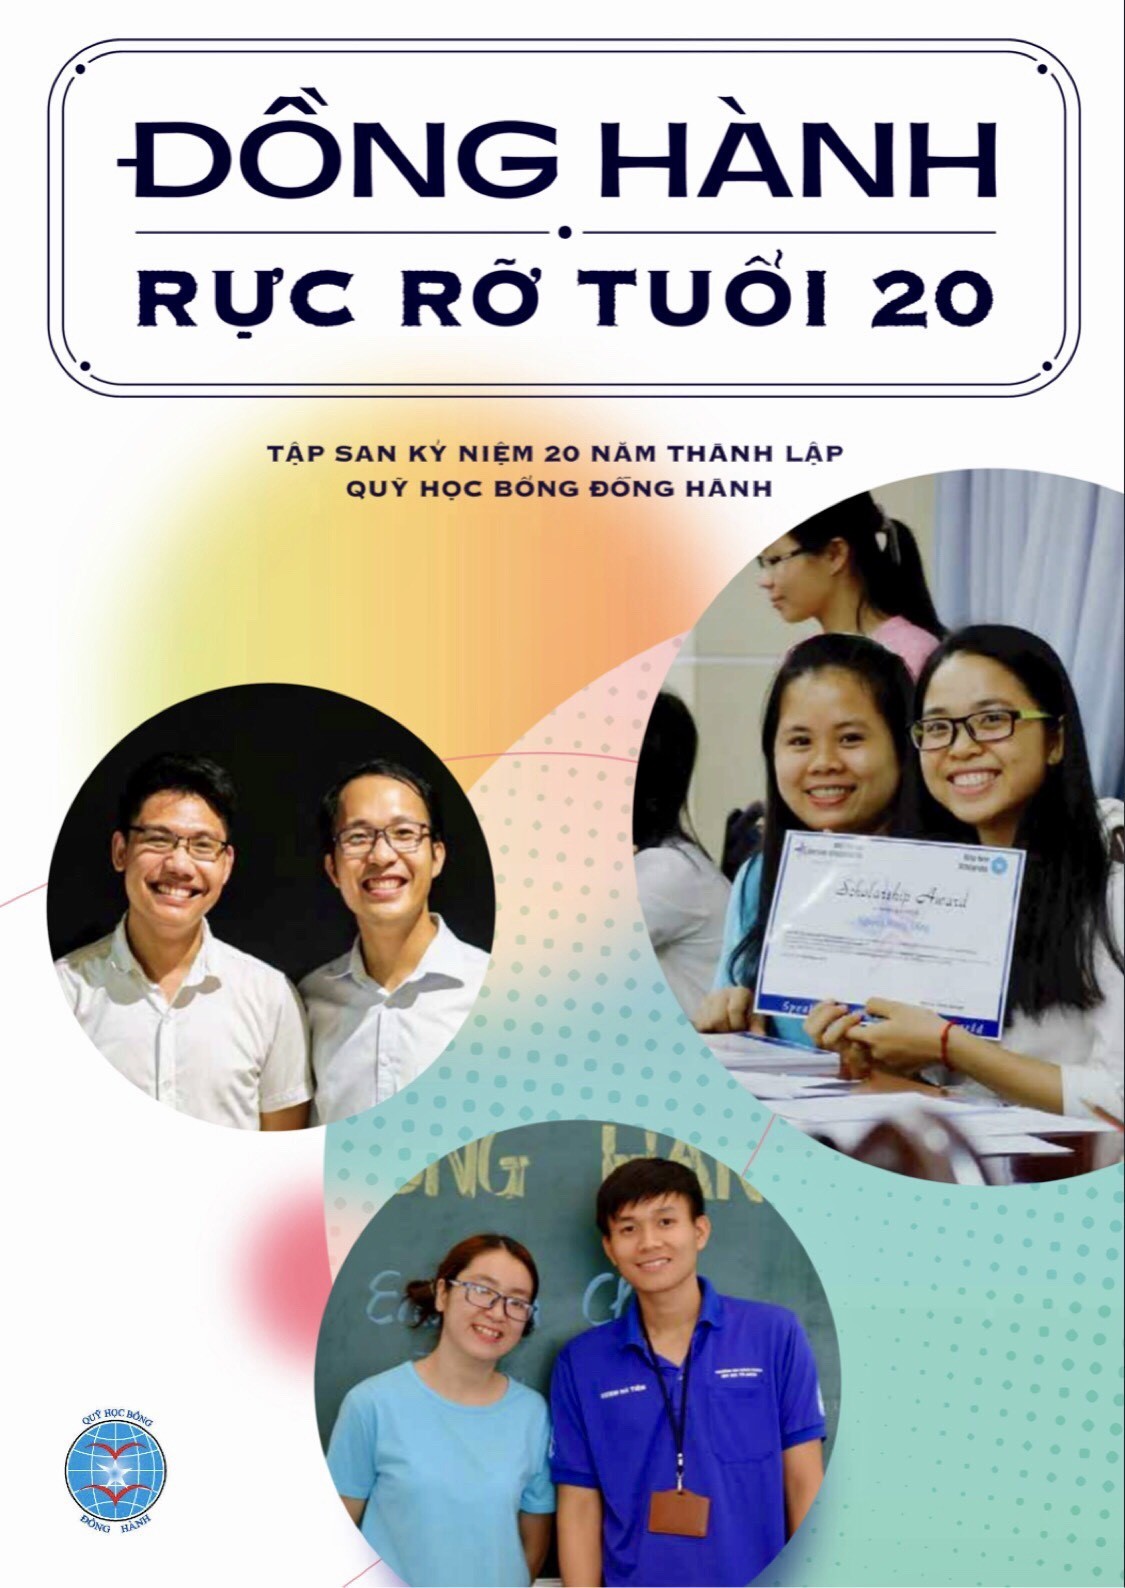 ĐỒNG HÀNH
RỰC RỠ TUỔI 20
TẬP SAN KỶ NIỆM 20 NĂM THÀNH LẬP
QUỸ HỌC BỔNG ĐỒNG HÀNH
Scholarship Award
QUỸ HỌC BỔNG
ĐỒNG HÀNH